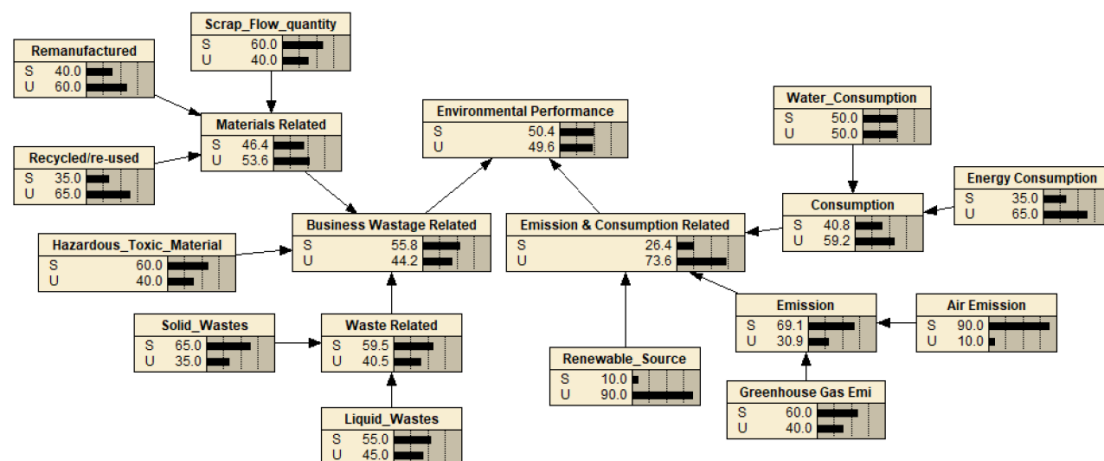 Scrap_Flow_quantity
S 60.0
U 40.0
Remanufactured
S 40.0
U 60.0
Materials Related
S 46.4
U 53.6
Recycled/re-used
S 35.0
U 65.0
Environmental Performance
S 50.4
U 49.6
Water_Consumption
S 50.0
U 50.0
Energy Consumption
S 35.0
U 65.0
Consumption
S 40.8
U 59.2
Business Wastage Related
S 55.8
U 44.2
Emission & Consumption Related
S 26.4
U 73.6
Hazardous_Toxic_Material
S 60.0
U 40.0
Solid_Wastes
S 65.0
U 35.0
Waste Related
S 59.5
U 40.5
Emission
S 69.1
U 30.9
Air Emission
S 90.0
U 10.0
Renewable_Source
S 10.0
U 90.0
Greenhouse Gas Emi
S 60.0
U 40.0
Liquid_Wastes
S 55.0
U 45.0